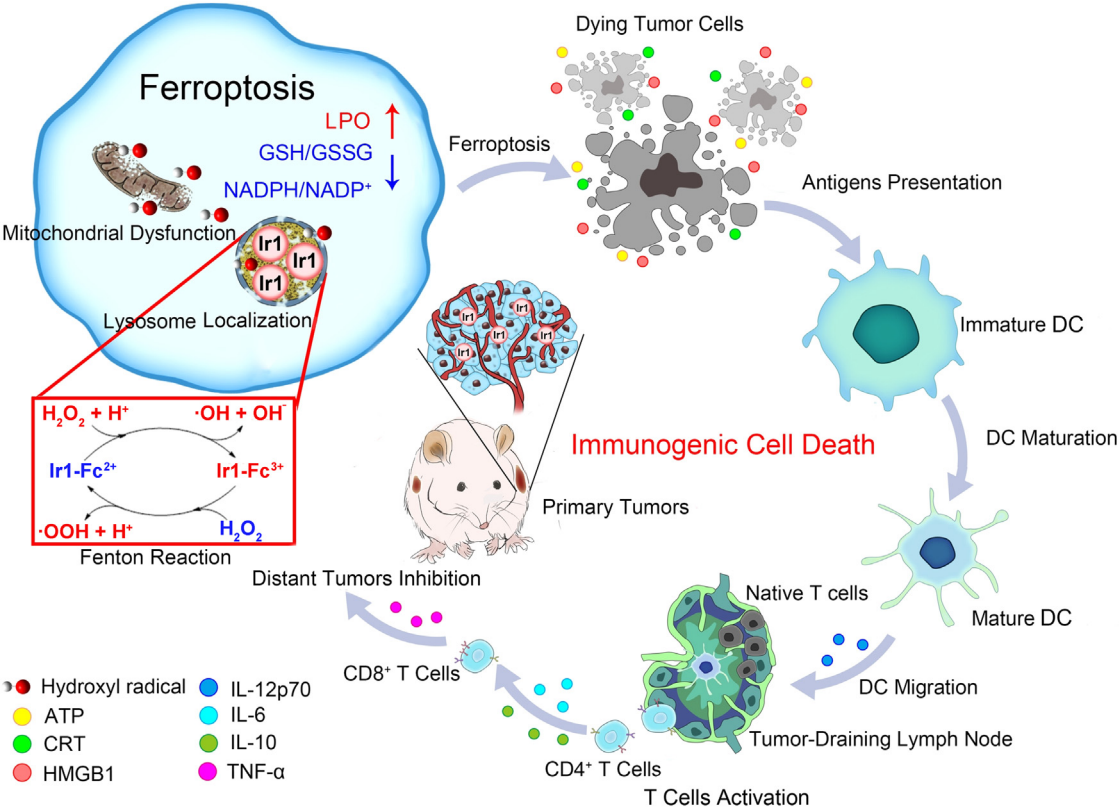 Dying Tumor Cells
Ferroptosis
LPO
GSH/GSSG
NADPH/NADP⁺
Ferroptosis
Antigens Presentation
Mitochondrial Dysfunction
Ir1
Ir1
Ir1
Lysosome Localization
Ir1
Ir1
Ir1
Ir1
Immature DC
H₂O₂ + H⁺
·OH + OH⁻
Ir1-Fc²⁺
Ir1-Fc³⁺
·OOH + H⁺
H₂O₂
Fenton Reaction
Immunogenic Cell Death
DC Maturation
Primary Tumors
Distant Tumors Inhibition
Native T cells
Mature DC
CD8⁺ T Cells
DC Migration
Tumor-Draining Lymph Node
CD4⁺ T Cells
T Cells Activation
Hydroxyl radical
ATP
CRT
HMGB1
IL-12p70
IL-6
IL-10
TNF-α